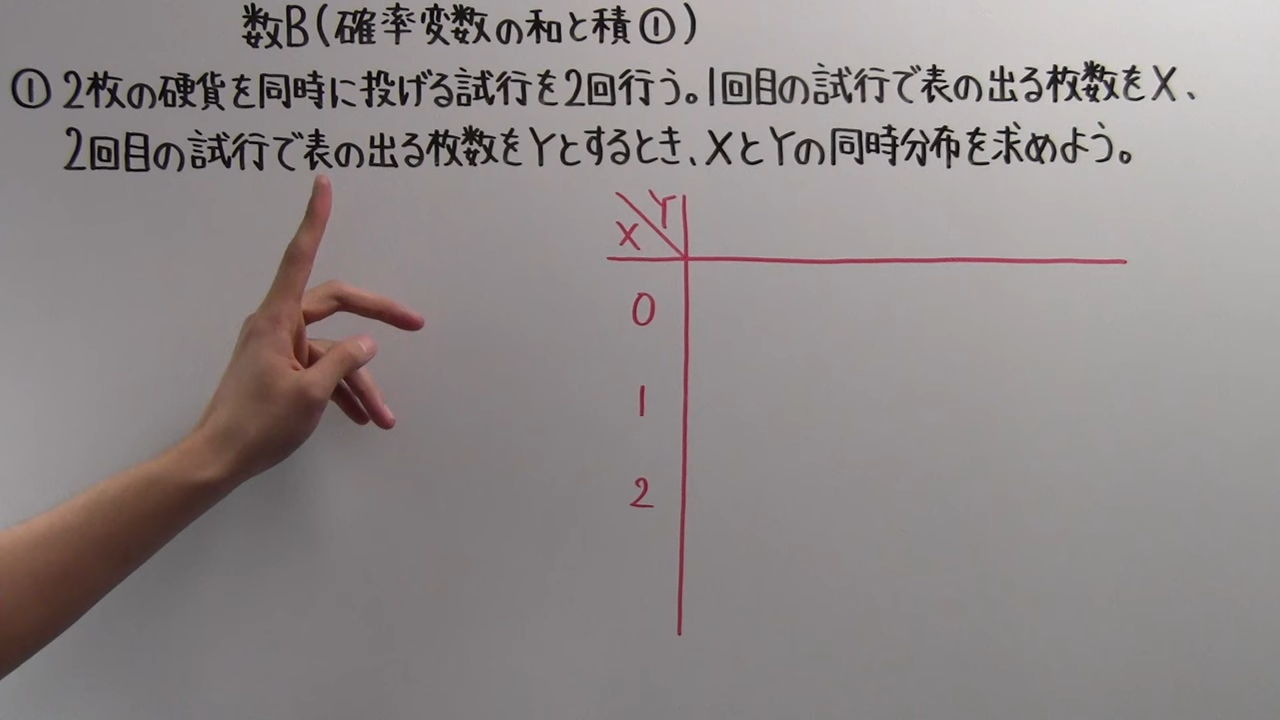 数B(確率変数の和と積①)
① 2枚の硬貨を同時に投げる試行を2回行う。1回目の試行で表の出る枚数をX、
2回目の試行で表の出る枚数をYとするとき、XとYの同時分布を求めよう。
Y
X
0
1
2